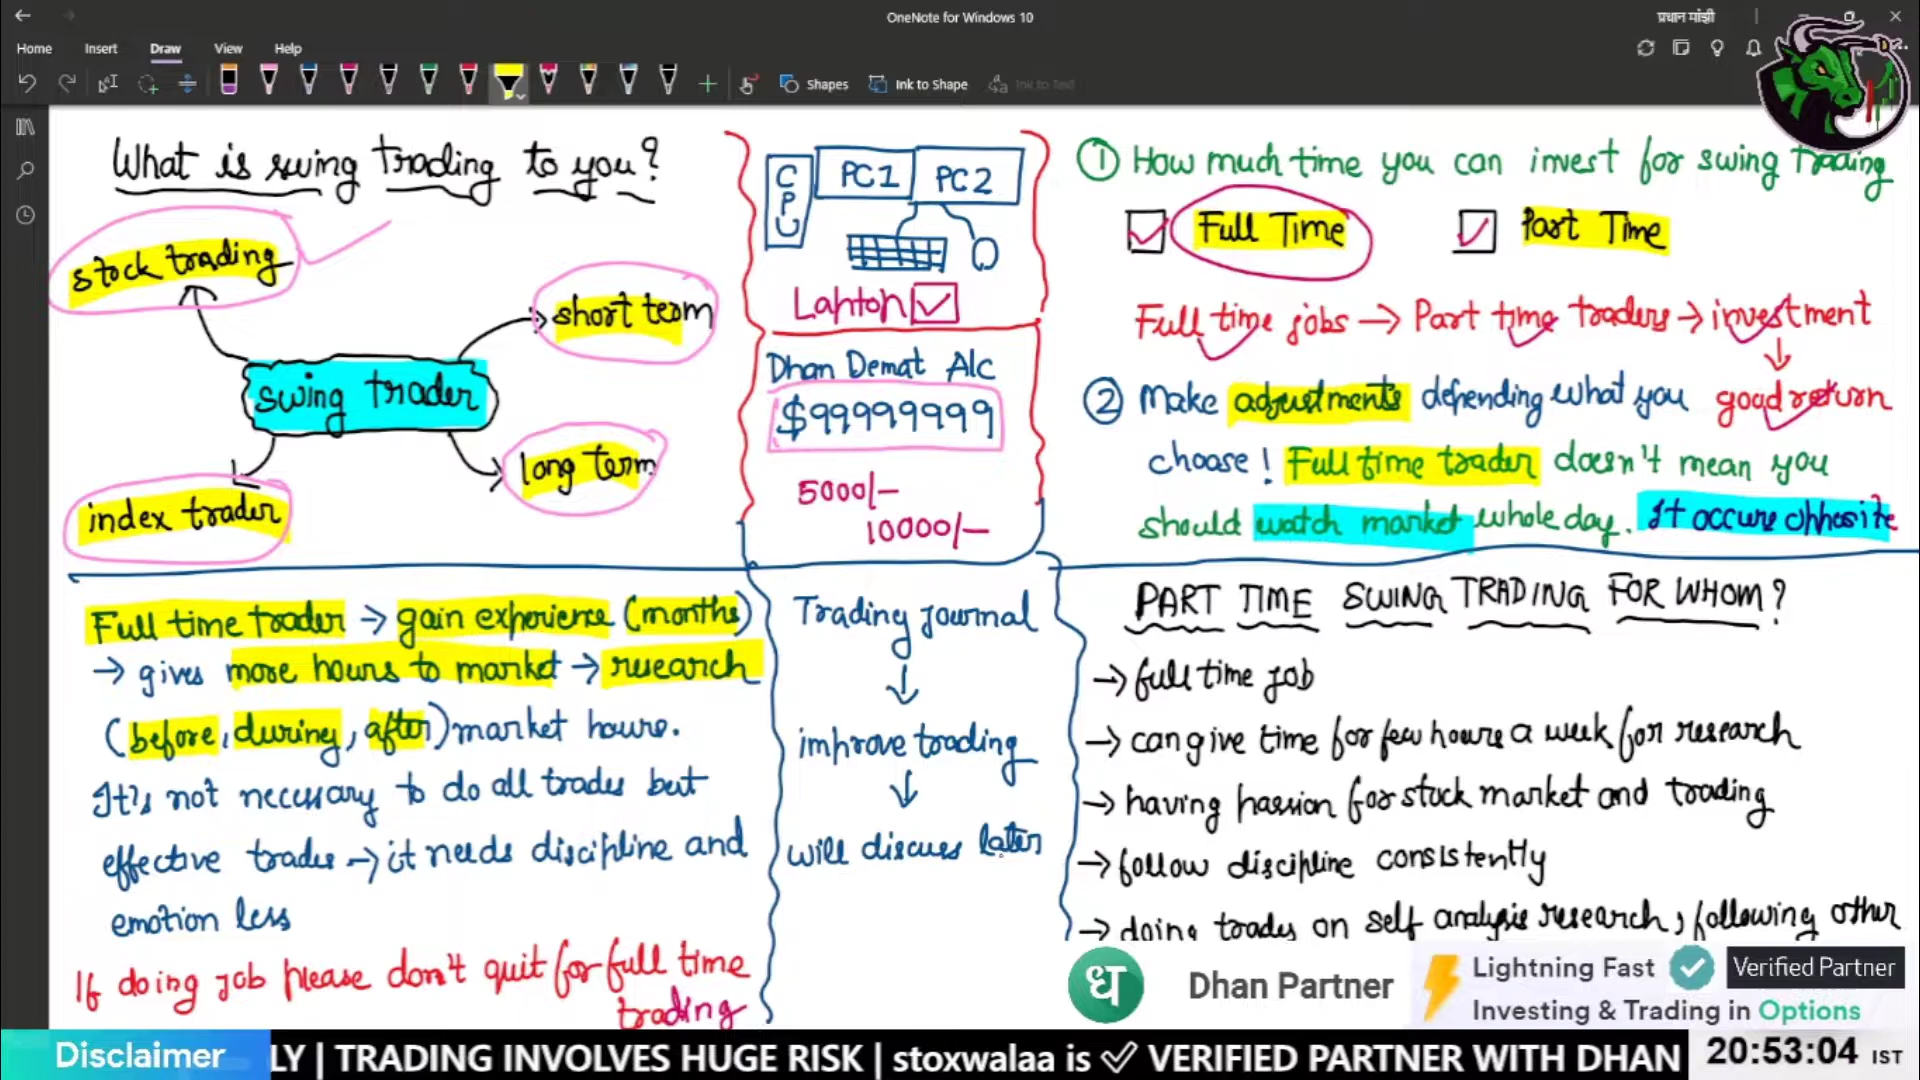 OneNote for Windows 10
प्रधान मांझी
Home Insert Draw View Help
Shapes Ink to Shape Ink to Text
What is swing trading to you?
stock trading
short term
swing trader
long term
index trader
CPU PC1 PC2
Laptop
Dhan Demat A/c
$99999999
5000/-
10000/-
① How much time you can invest for swing trading
Full Time Part Time
Full time jobs → Part time traders → investment
↓
② Make adjustments depending what you good return
choose! Full time trader doesn't mean you
should watch market whole day. It occurs opposite
Full time trader → gain experience (months)
→ gives more hours to market → research
(before, during, after) market hours.
It's not necessary to do all trades but
effective trades → it needs discipline and
emotion less
If doing job please don't quit for full time
trading
Trading journal
↓
improve trading
↓
will discuss later
PART TIME SWING TRADING FOR WHOM?
→ full time job
→ can give time for few hours a week for research
→ having passion for stock market and trading
→ follow discipline consistently
→ doing trades on self analysis research, following other
ध Dhan Partner
Lightning Fast Verified Partner
Investing & Trading in Options
Disclaimer LY | TRADING INVOLVES HUGE RISK | stoxwalaa is ✓ VERIFIED PARTNER WITH DHAN 20:53:04 IST